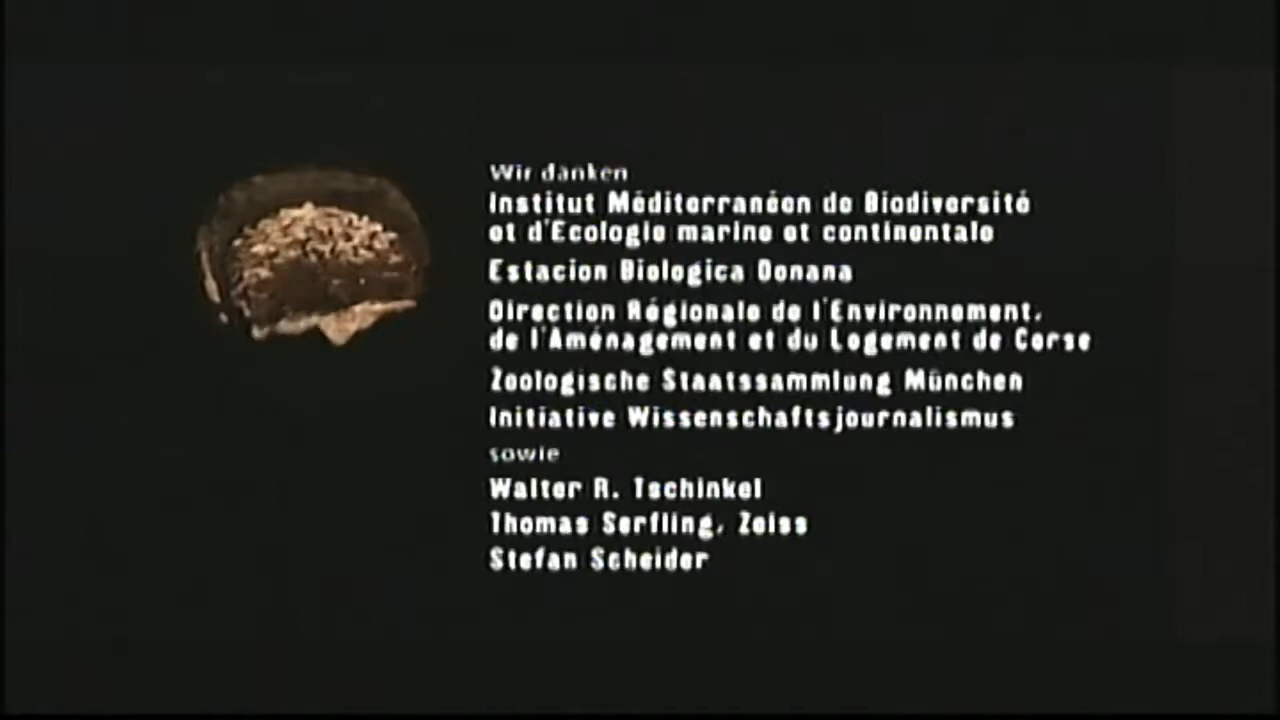 Wir danken
Institut Méditerranéen de Biodiversité
et d'Ecologie marine et continentale
Estacion Biologica Donana
Direction Régionale de l'Environnement,
de l'Aménagement et du Logement de Corse
Zoologische Staatssammlung München
Initiative Wissenschaftsjournalismus
sowie
Walter R. Tschinkel
Thomas Serfling, Zeiss
Stefan Scheider